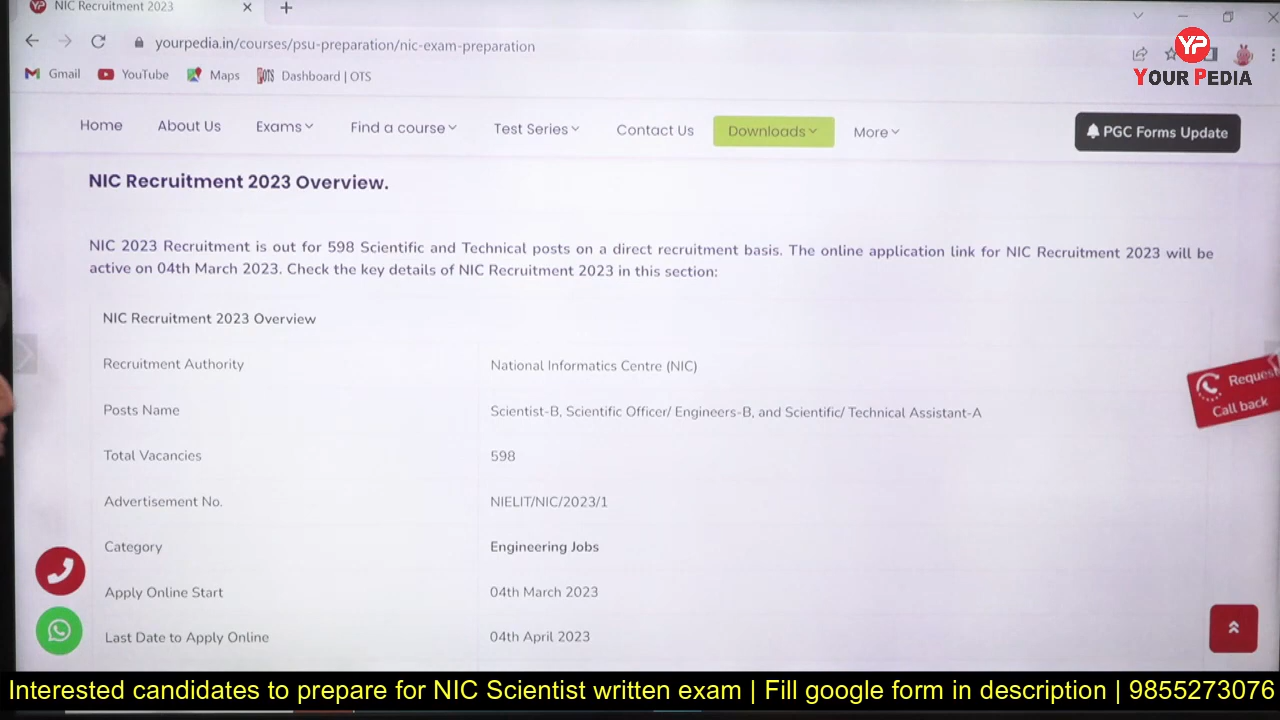 NIC Recruitment 2023
yourpedia.in/courses/psu-preparation/nic-exam-preparation
YP
YOUR PEDIA
Gmail YouTube Maps OTS Dashboard | OTS
Home About Us Exams Find a course Test Series Contact Us Downloads More PGC Forms Update
NIC Recruitment 2023 Overview.
NIC 2023 Recruitment is out for 598 Scientific and Technical posts on a direct recruitment basis. The online application link for NIC Recruitment 2023 will be
active on 04th March 2023. Check the key details of NIC Recruitment 2023 in this section:
NIC Recruitment 2023 Overview
Recruitment Authority National Informatics Centre (NIC)
Posts Name Scientist-B, Scientific Officer/ Engineers-B, and Scientific/ Technical Assistant-A
Total Vacancies 598
Advertisement No. NIELIT/NIC/2023/1
Category Engineering Jobs
Apply Online Start 04th March 2023
Last Date to Apply Online 04th April 2023
Request
Call back
Interested candidates to prepare for NIC Scientist written exam | Fill google form in description | 9855273076